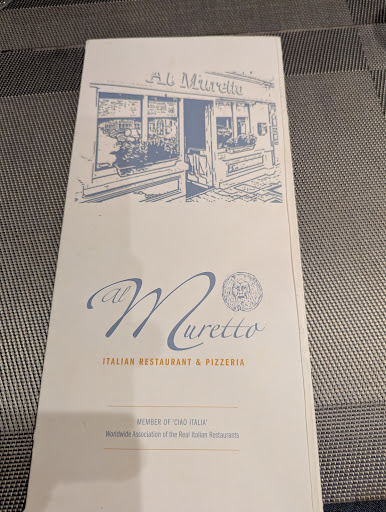 Al Muretto
al Muretto
ITALIAN RESTAURANT & PIZZERIA
MEMBER OF 'CIAO ITALIA'
Worldwide Association of the Real Italian Restaurants